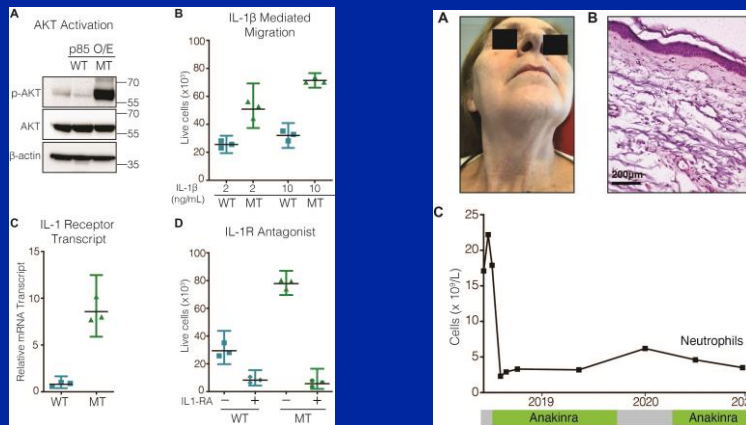 A
AKT Activation
p85 O/E
WT MT
p-AKT
70
55
AKT
70
55
β-actin
35
B
IL-1β Mediated
Migration
Live cells (x10³)
100
80
60
40
20
0
IL-1β
(ng/mL)
2 2 10 10
WT MT WT MT
C
IL-1 Receptor
Transcript
Relative mRNA Transcript
15
10
5
0
WT MT
D
IL-1R Antagonist
Live cells (x10³)
100
80
60
40
20
0
IL1-RA – + – +
WT MT
A
B
200µm
C
Cells (x 10⁹/L)
25
20
15
10
5
0
Neutrophils
2019 2020
Anakinra Anakinra